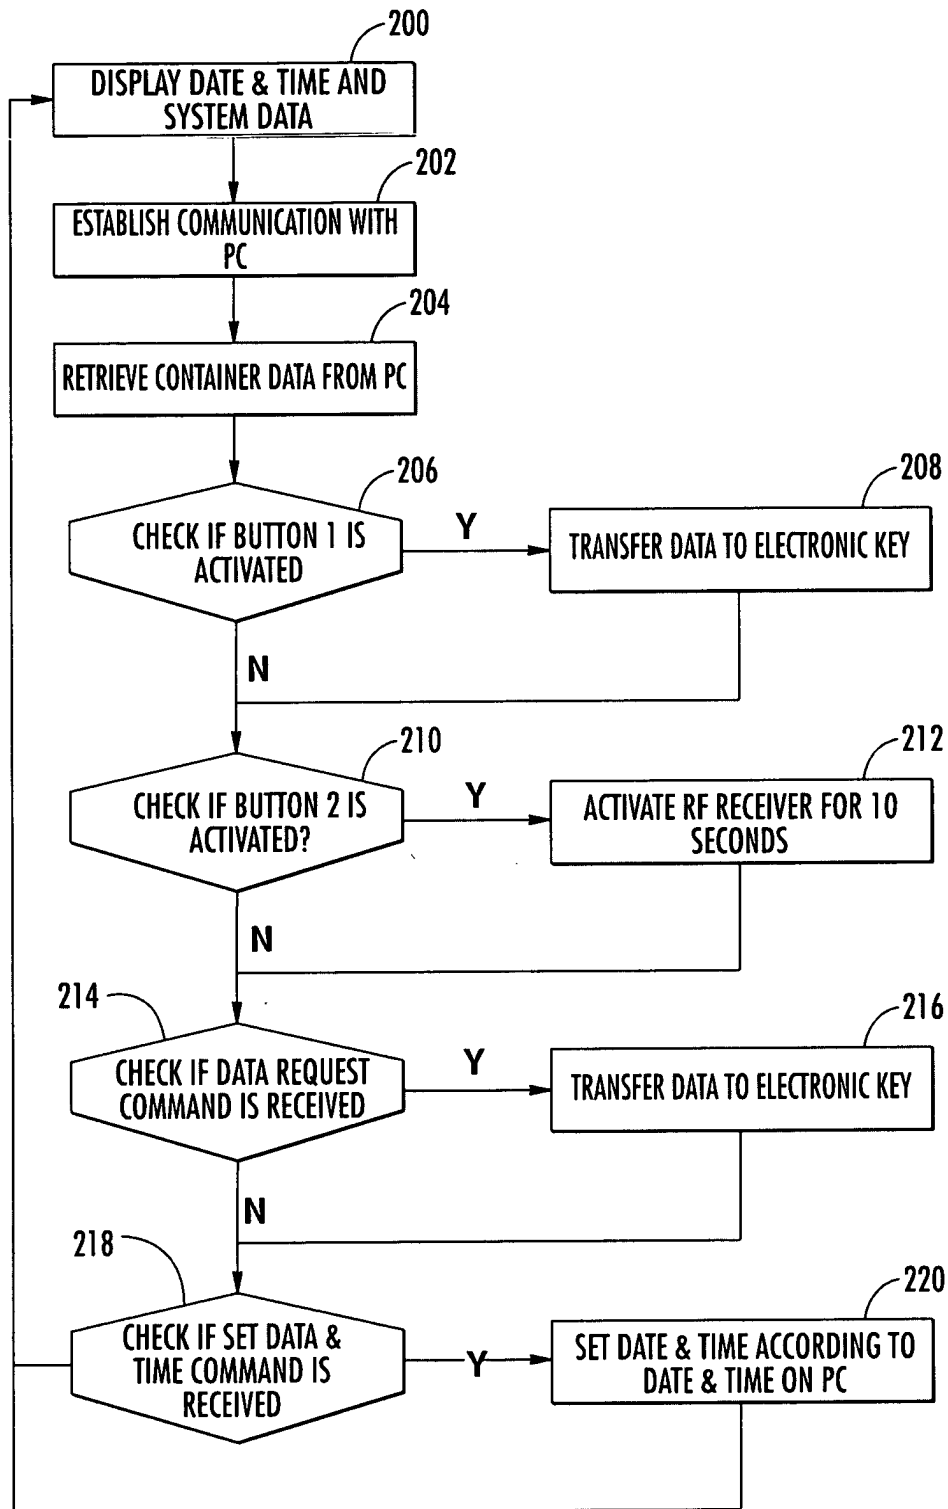 200
DISPLAY DATE & TIME AND
SYSTEM DATA
202
ESTABLISH COMMUNICATION WITH
PC
204
RETRIEVE CONTAINER DATA FROM PC
206
CHECK IF BUTTON 1 IS
ACTIVATED
Y
208
TRANSFER DATA TO ELECTRONIC KEY
N
210
CHECK IF BUTTON 2 IS
ACTIVATED?
Y
212
ACTIVATE RF RECEIVER FOR 10
SECONDS
N
214
CHECK IF DATA REQUEST
COMMAND IS RECEIVED
Y
216
TRANSFER DATA TO ELECTRONIC KEY
N
218
CHECK IF SET DATA &
TIME COMMAND IS
RECEIVED
Y
220
SET DATE & TIME ACCORDING TO
DATE & TIME ON PC